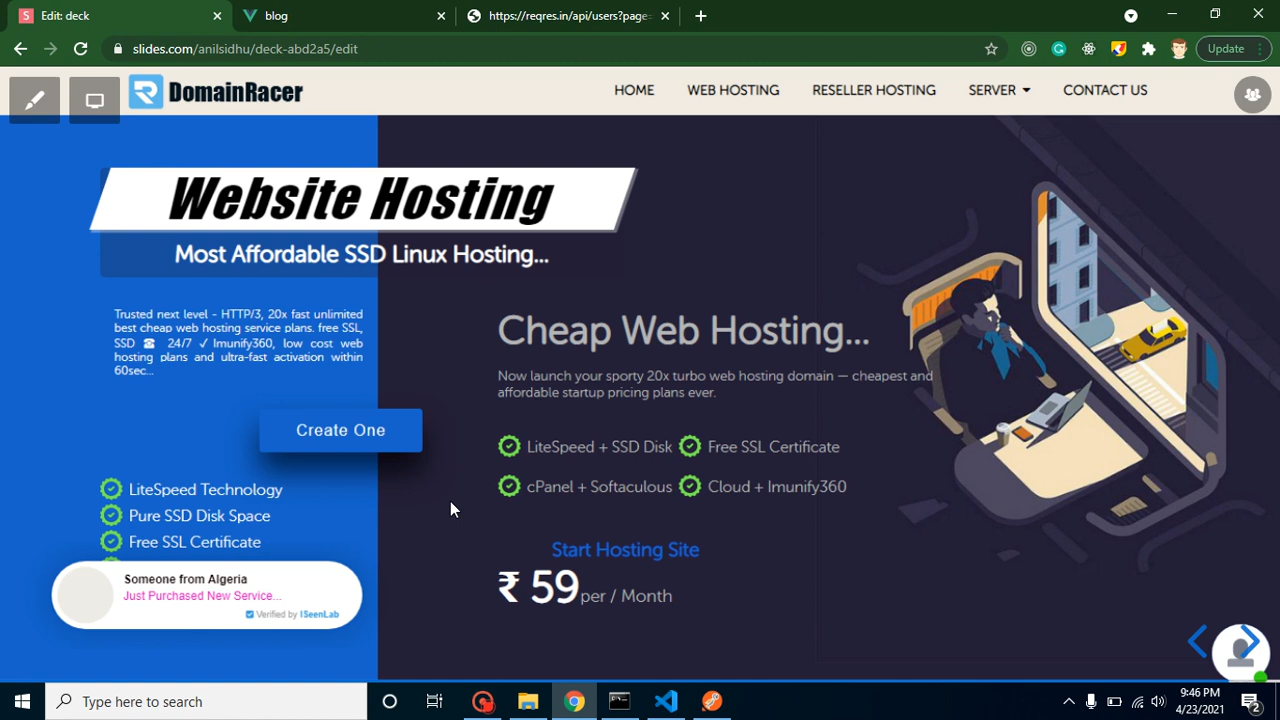 Edit: deck
blog
https://reqres.in/api/users?page=
slides.com/anilsidhu/deck-abd2a5/edit
Update
DomainRacer
HOME
WEB HOSTING
RESELLER HOSTING
SERVER
CONTACT US
Website Hosting
Most Affordable SSD Linux Hosting...
Trusted next level - HTTP/3, 20x fast unlimited
best cheap web hosting service plans. free SSL,
SSD ☎ 24/7 ✓ Imunify360, low cost web
hosting plans and ultra-fast activation within
60sec...
Create One
LiteSpeed Technology
Pure SSD Disk Space
Free SSL Certificate
Someone from Algeria
Just Purchased New Service...
Verified by ISeenLab
Cheap Web Hosting...
Now launch your sporty 20x turbo web hosting domain — cheapest and
affordable startup pricing plans ever.
LiteSpeed + SSD Disk
Free SSL Certificate
cPanel + Softaculous
Cloud + Imunify360
Start Hosting Site
₹ 59 per / Month
Type here to search
9:46 PM
4/23/2021
2